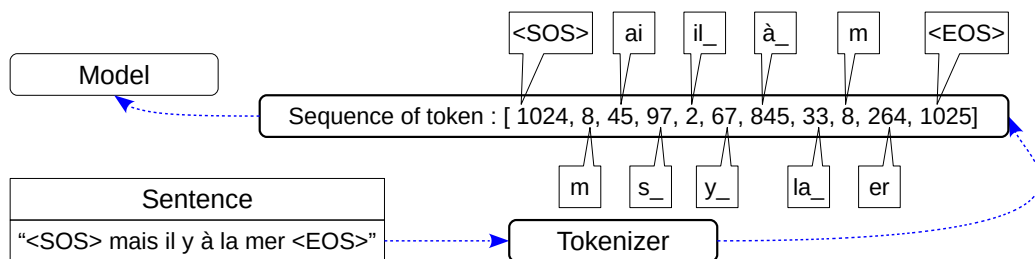 <SOS> ai il_ à_ m <EOS>
Model
Sequence of token : [ 1024, 8, 45, 97, 2, 67, 845, 33, 8, 264, 1025]
m s_ y_ la_ er
Sentence
“<SOS> mais il y à la mer <EOS>”
Tokenizer